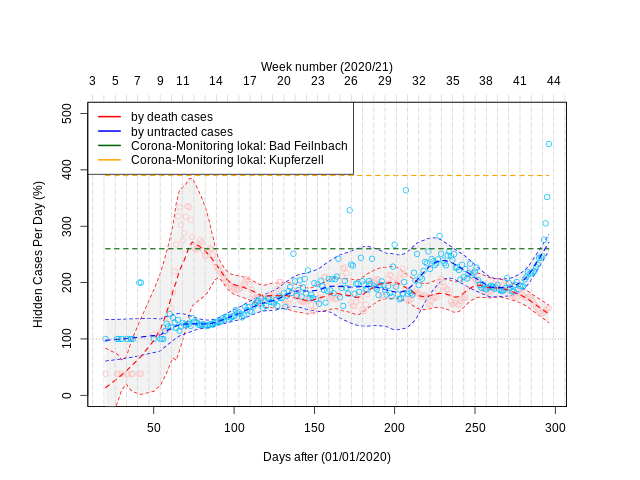 Week number (2020/21)
3 5 7 9 11 14 17 20 23 26 29 32 35 38 41 44
by death cases
by untracted cases
Corona-Monitoring lokal: Bad Feilnbach
Corona-Monitoring lokal: Kupferzell
Hidden Cases Per Day (%)
500
400
300
200
100
0
50 100 150 200 250 300
Days after (01/01/2020)